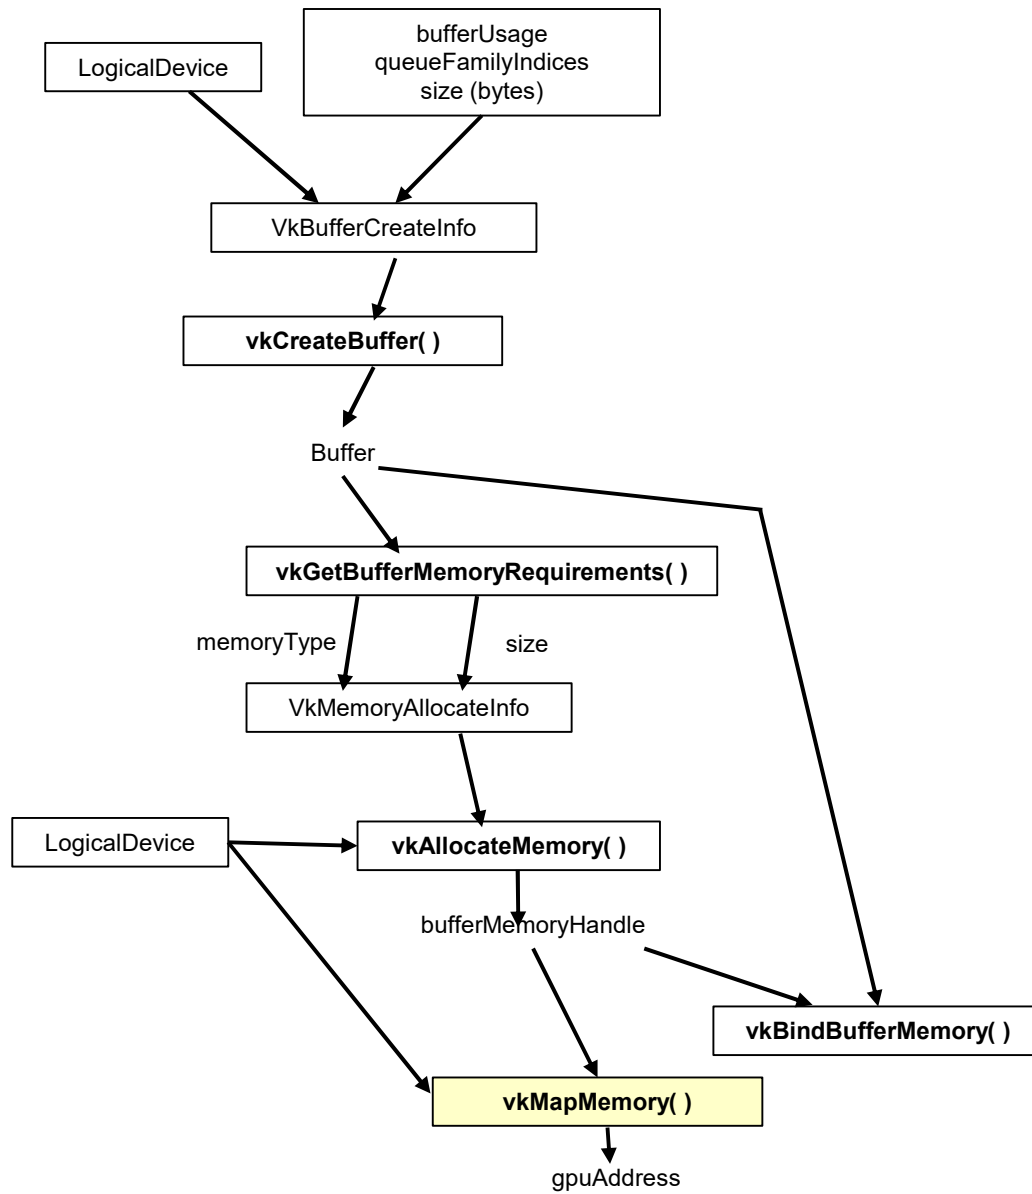 bufferUsage
queueFamilyIndices
size (bytes)
LogicalDevice
VkBufferCreateInfo
vkCreateBuffer( )
Buffer
vkGetBufferMemoryRequirements( )
memoryType
size
VkMemoryAllocateInfo
LogicalDevice
vkAllocateMemory( )
bufferMemoryHandle
vkBindBufferMemory( )
vkMapMemory( )
gpuAddress